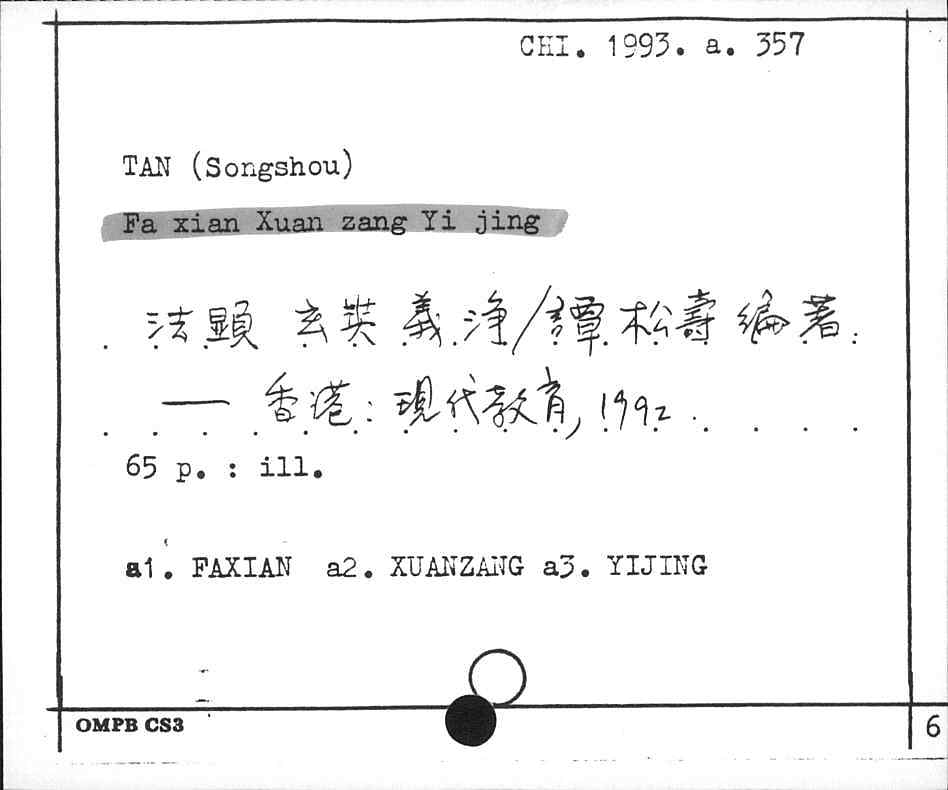 CHI. 1993. a. 357
TAN (Songshou)
Fa xian Xuan zang Yi jing
法顯 玄奘 義淨/譚松壽編著.
— 香港: 現代教育, 1992.
65 p. : ill.
a1. FAXIAN a2. XUANZANG a3. YIJING
OMPB CS3
6